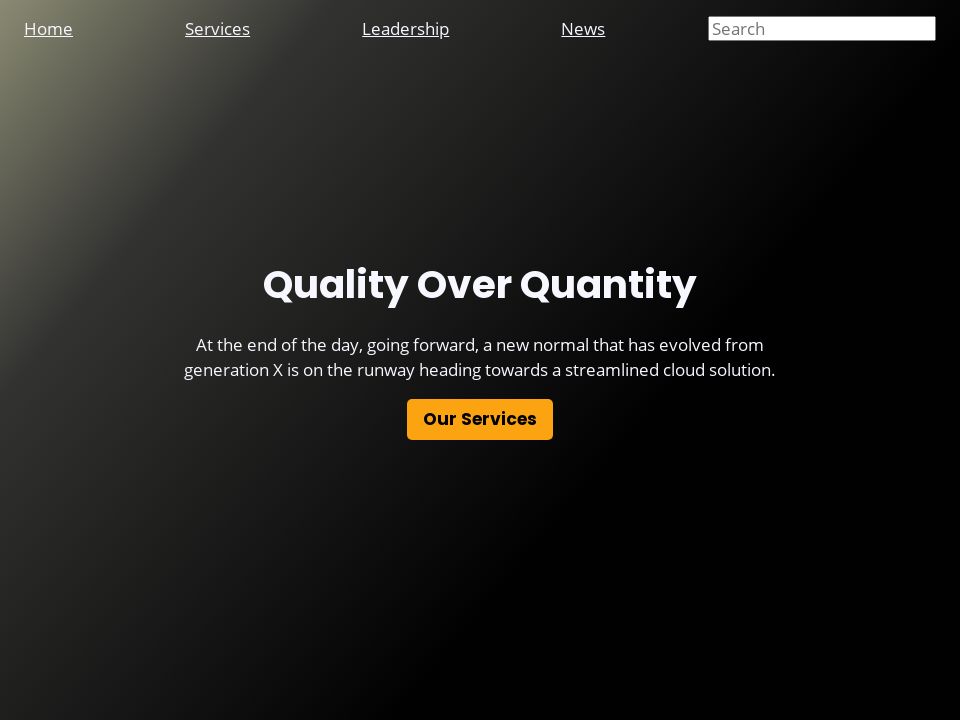 Home Services Leadership News Search
Quality Over Quantity
At the end of the day, going forward, a new normal that has evolved from
generation X is on the runway heading towards a streamlined cloud solution.
Our Services